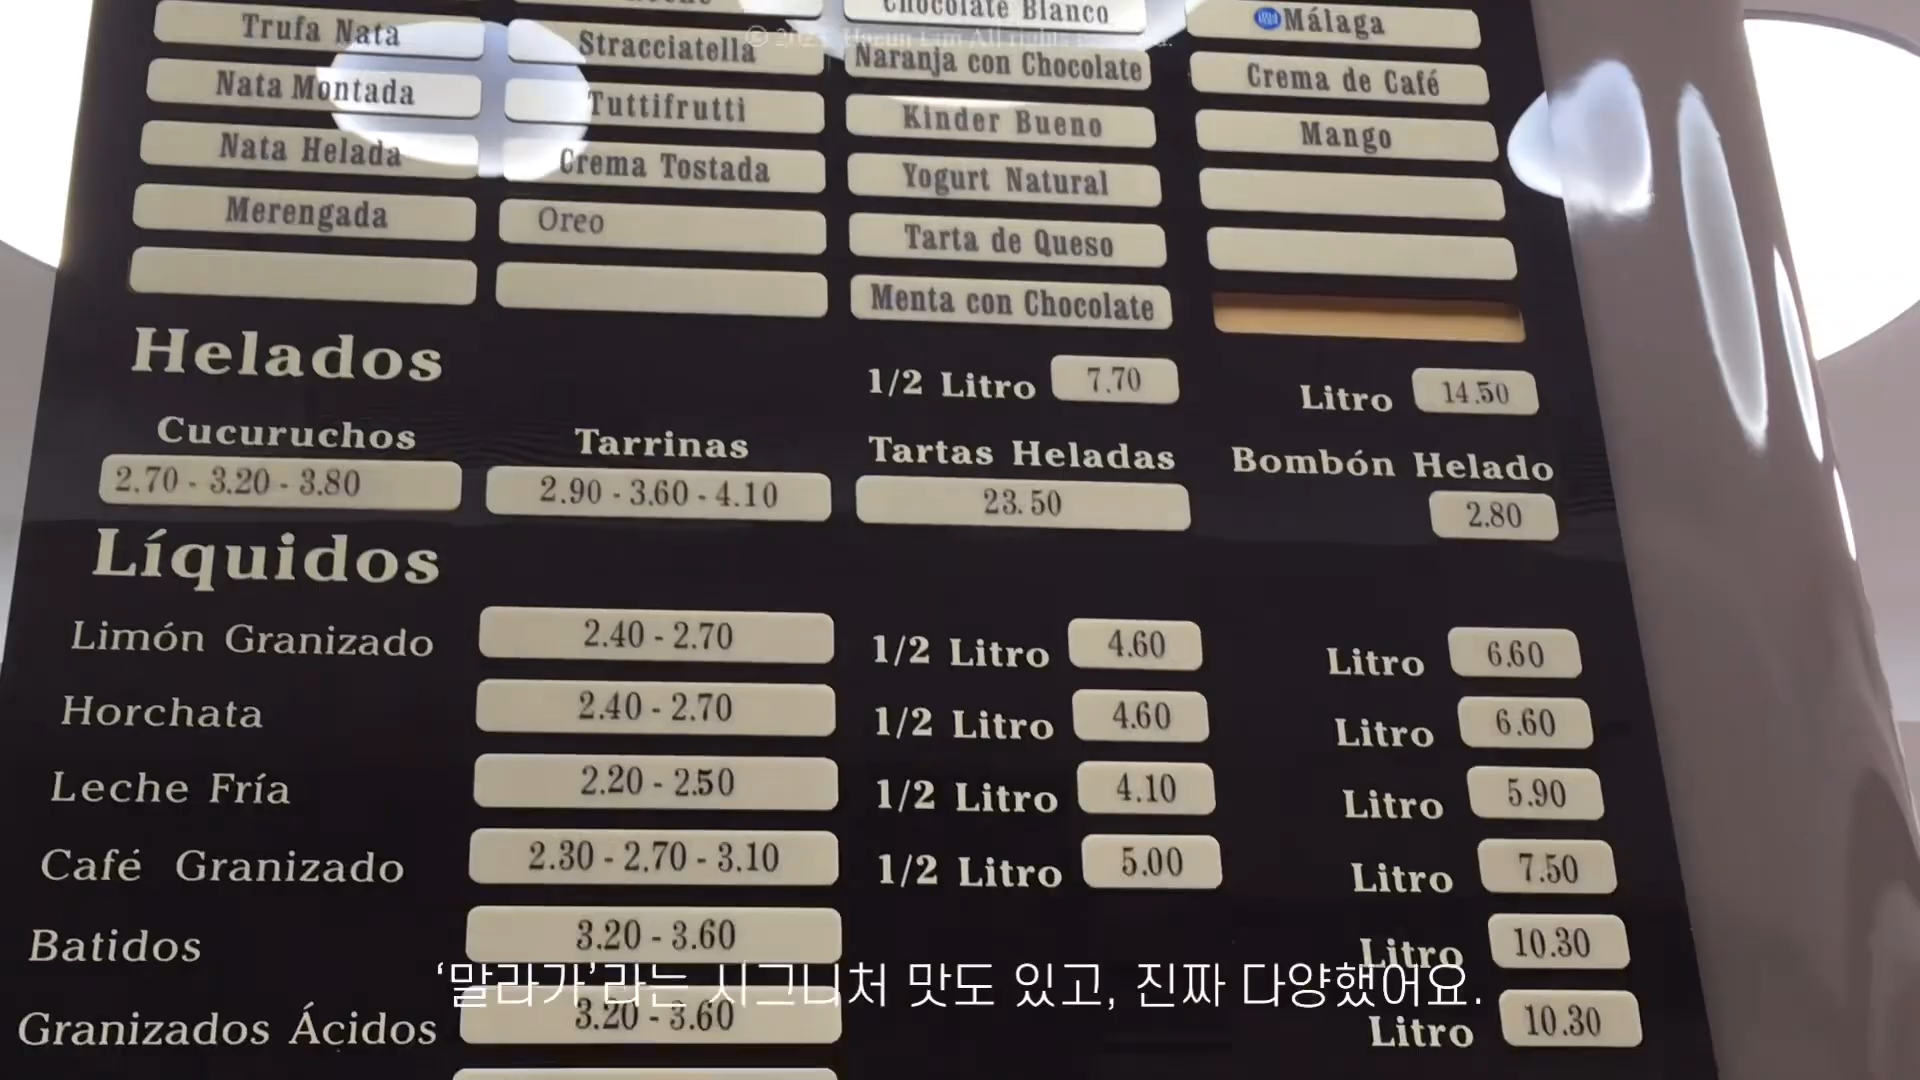 Chocolate Blanco
Málaga
Trufa Nata
Stracciatella
Naranja con Chocolate
Crema de Café
Nata Montada
Tuttifrutti
Kinder Bueno
Mango
Nata Helada
Crema Tostada
Yogurt Natural
Merengada
Oreo
Tarta de Queso
Menta con Chocolate
Helados
1/2 Litro 7.70
Litro 14.50
Cucuruchos
Tarrinas
Tartas Heladas
Bombón Helado
2.70 - 3.20 - 3.80
2.90 - 3.60 - 4.10
23.50
2.80
Líquidos
Limón Granizado 2.40 - 2.70 1/2 Litro 4.60 Litro 6.60
Horchata 2.40 - 2.70 1/2 Litro 4.60 Litro 6.60
Leche Fría 2.20 - 2.50 1/2 Litro 4.10 Litro 5.90
Café Granizado 2.30 - 2.70 - 3.10 1/2 Litro 5.00 Litro 7.50
Batidos 3.20 - 3.60 Litro 10.30
‘말라가’라는 시그니처 맛도 있고, 진짜 다양했어요.
Granizados Ácidos 3.20 - 3.60 Litro 10.30